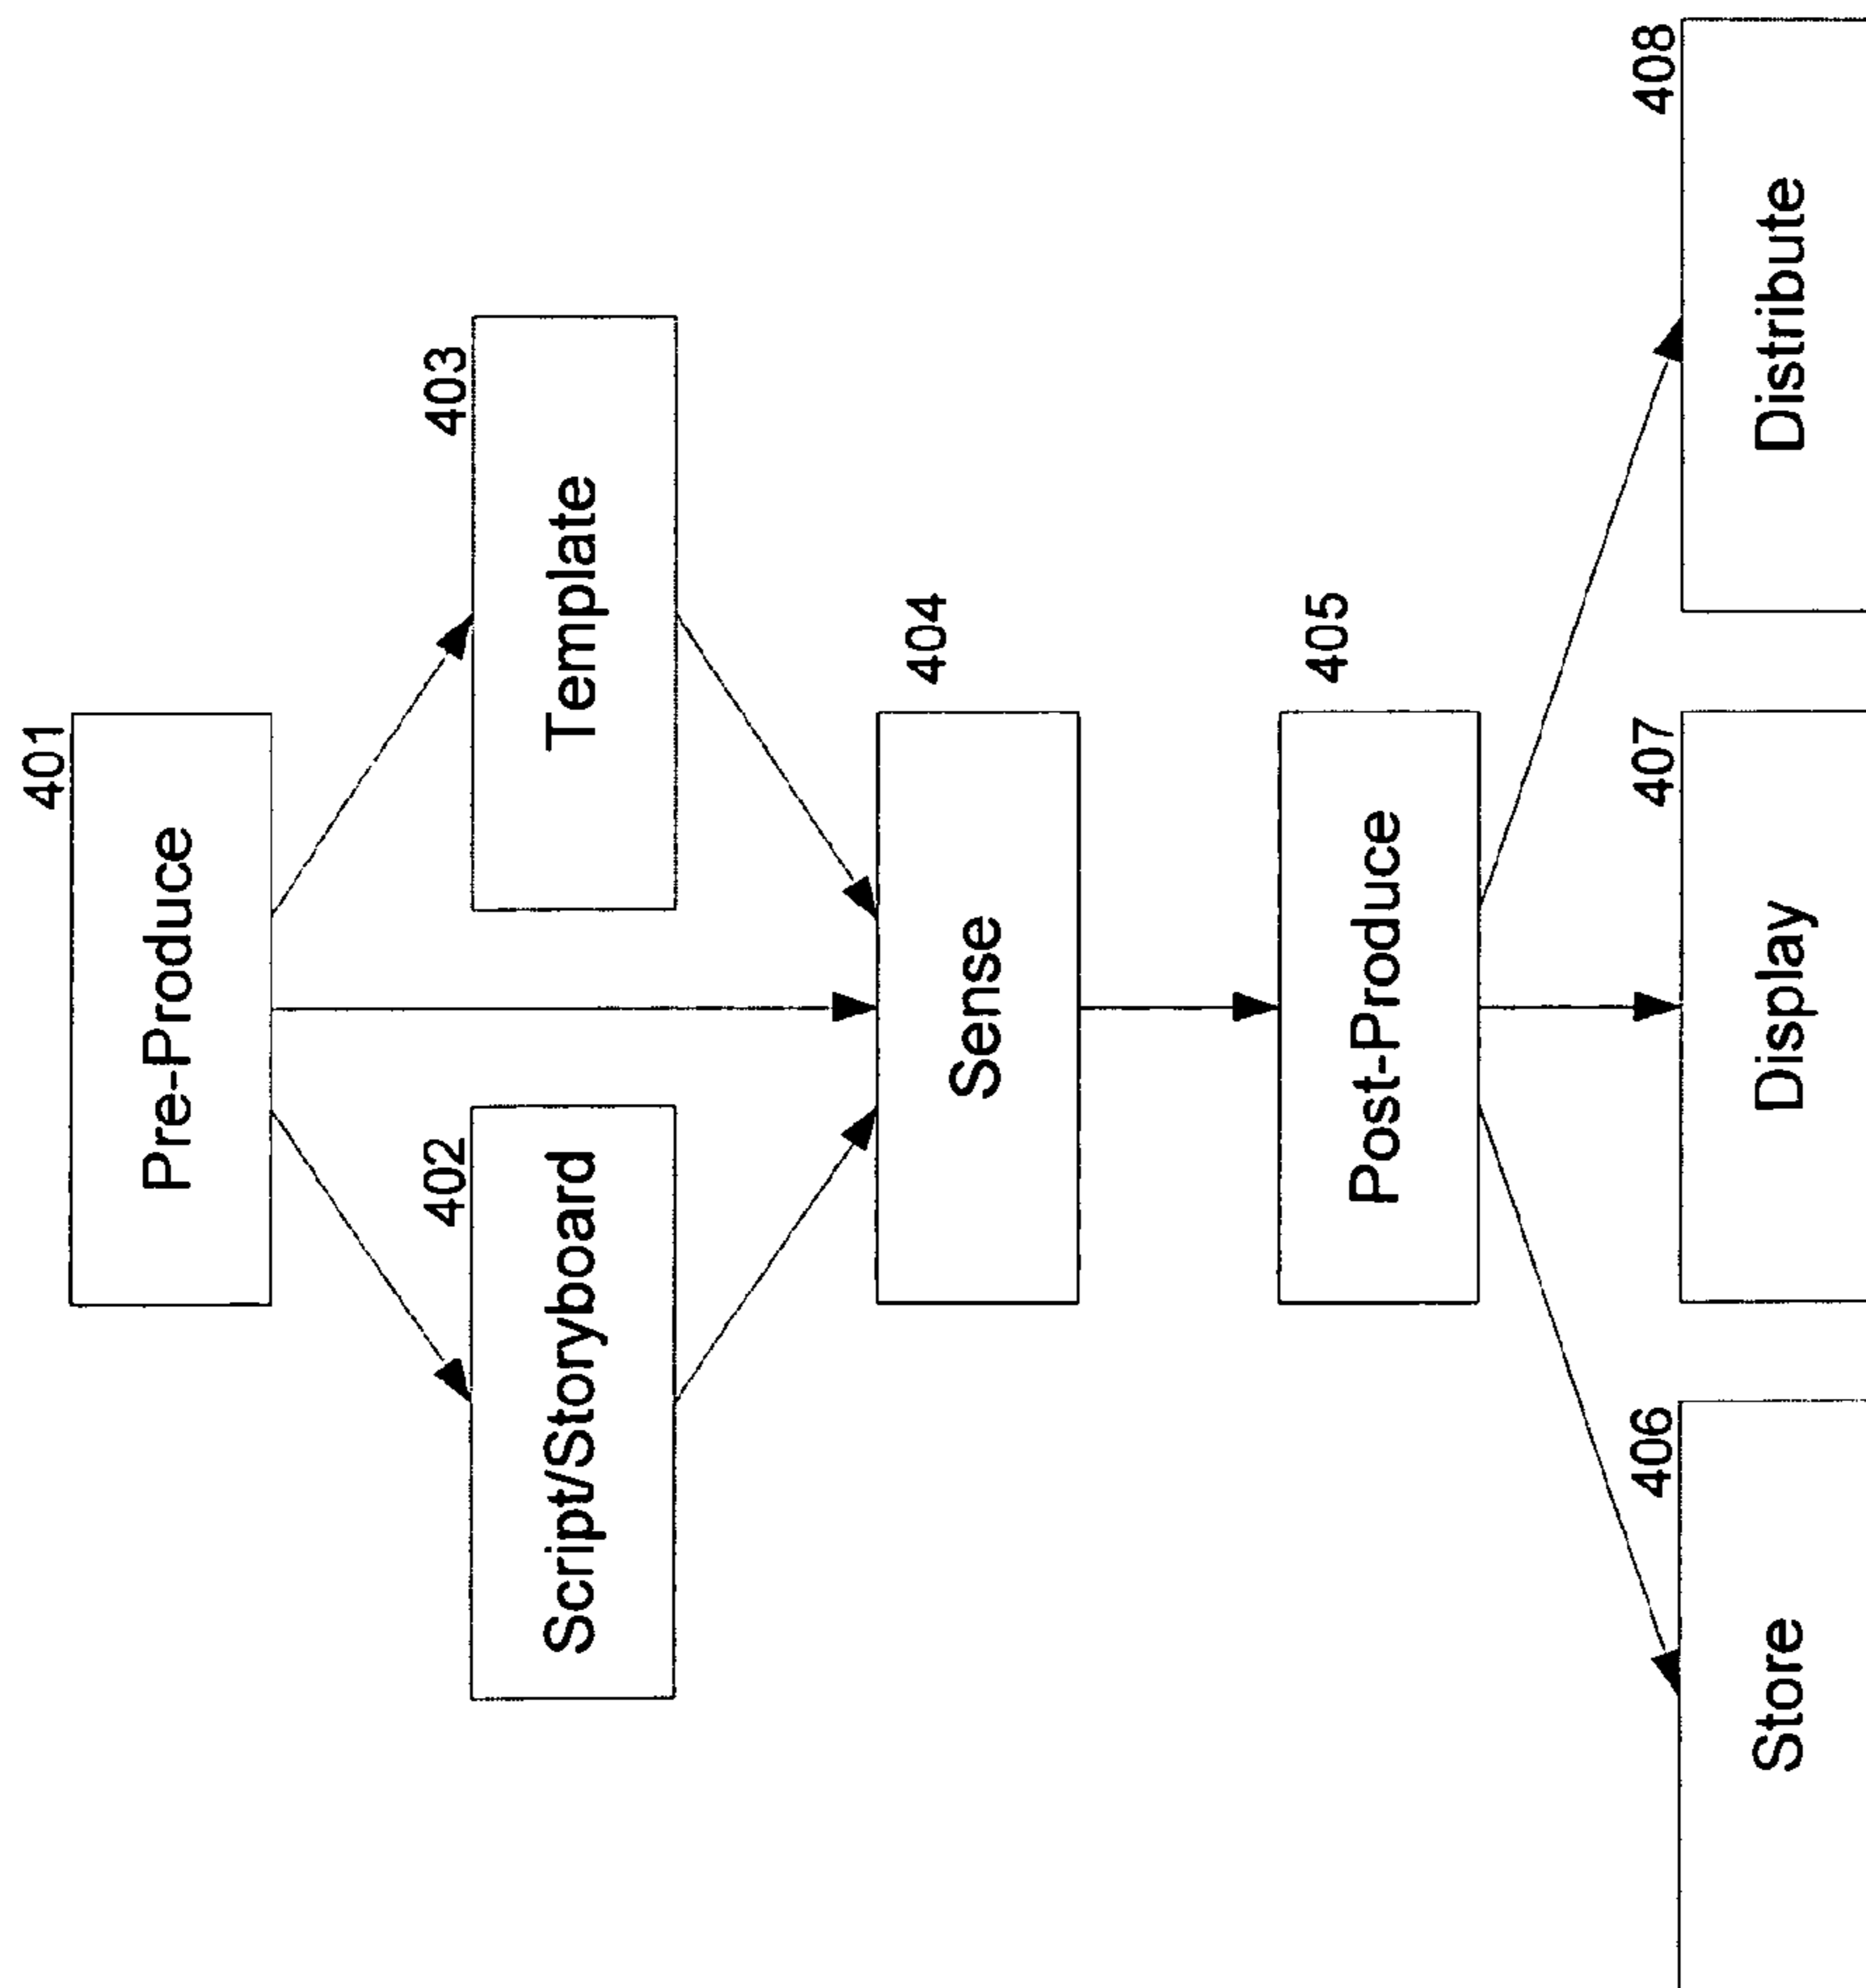 401
Pre-Produce
402
Script/Storyboard
403
Template
404
Sense
405
Post-Produce
406
Store
407
Display
408
Distribute